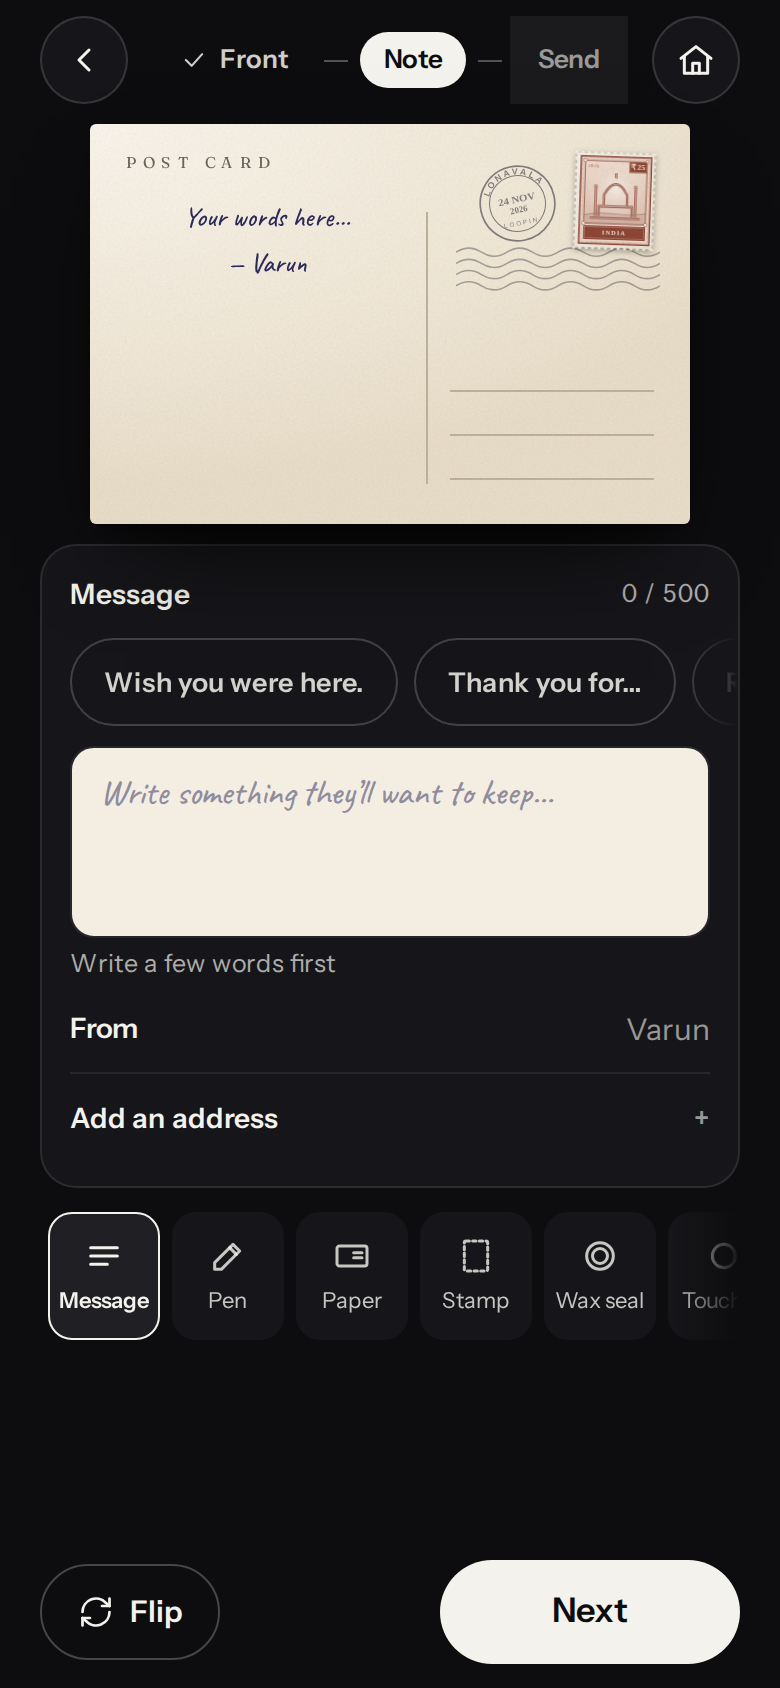 Front — Note — Send
POST CARD
LONAVALA
24 NOV
2026
LOOPIN
₹ 25
INDIA
Your words here...
– Varun
Message 0 / 500
Wish you were here. Thank you for...
Write something they'll want to keep...
Write a few words first
From Varun
Add an address +
Message Pen Paper Stamp Wax seal Touch
Flip Next